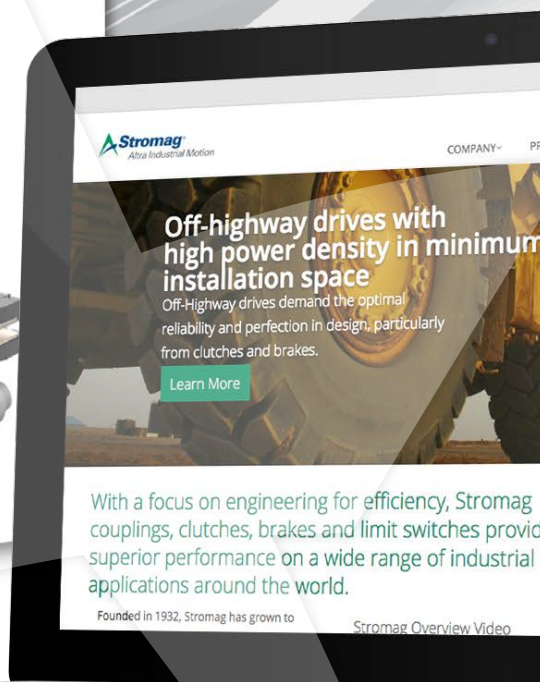 Stromag
Altra Industrial Motion
COMPANY
Off-highway drives with
high power density in minimum
installation space
Off-Highway drives demand the optimal
reliability and perfection in design, particularly
from clutches and brakes.
Learn More
With a focus on engineering for efficiency, Stromag
couplings, clutches, brakes and limit switches provid
superior performance on a wide range of industrial
applications around the world.
Founded in 1932, Stromag has grown to
Stromag Overview Video